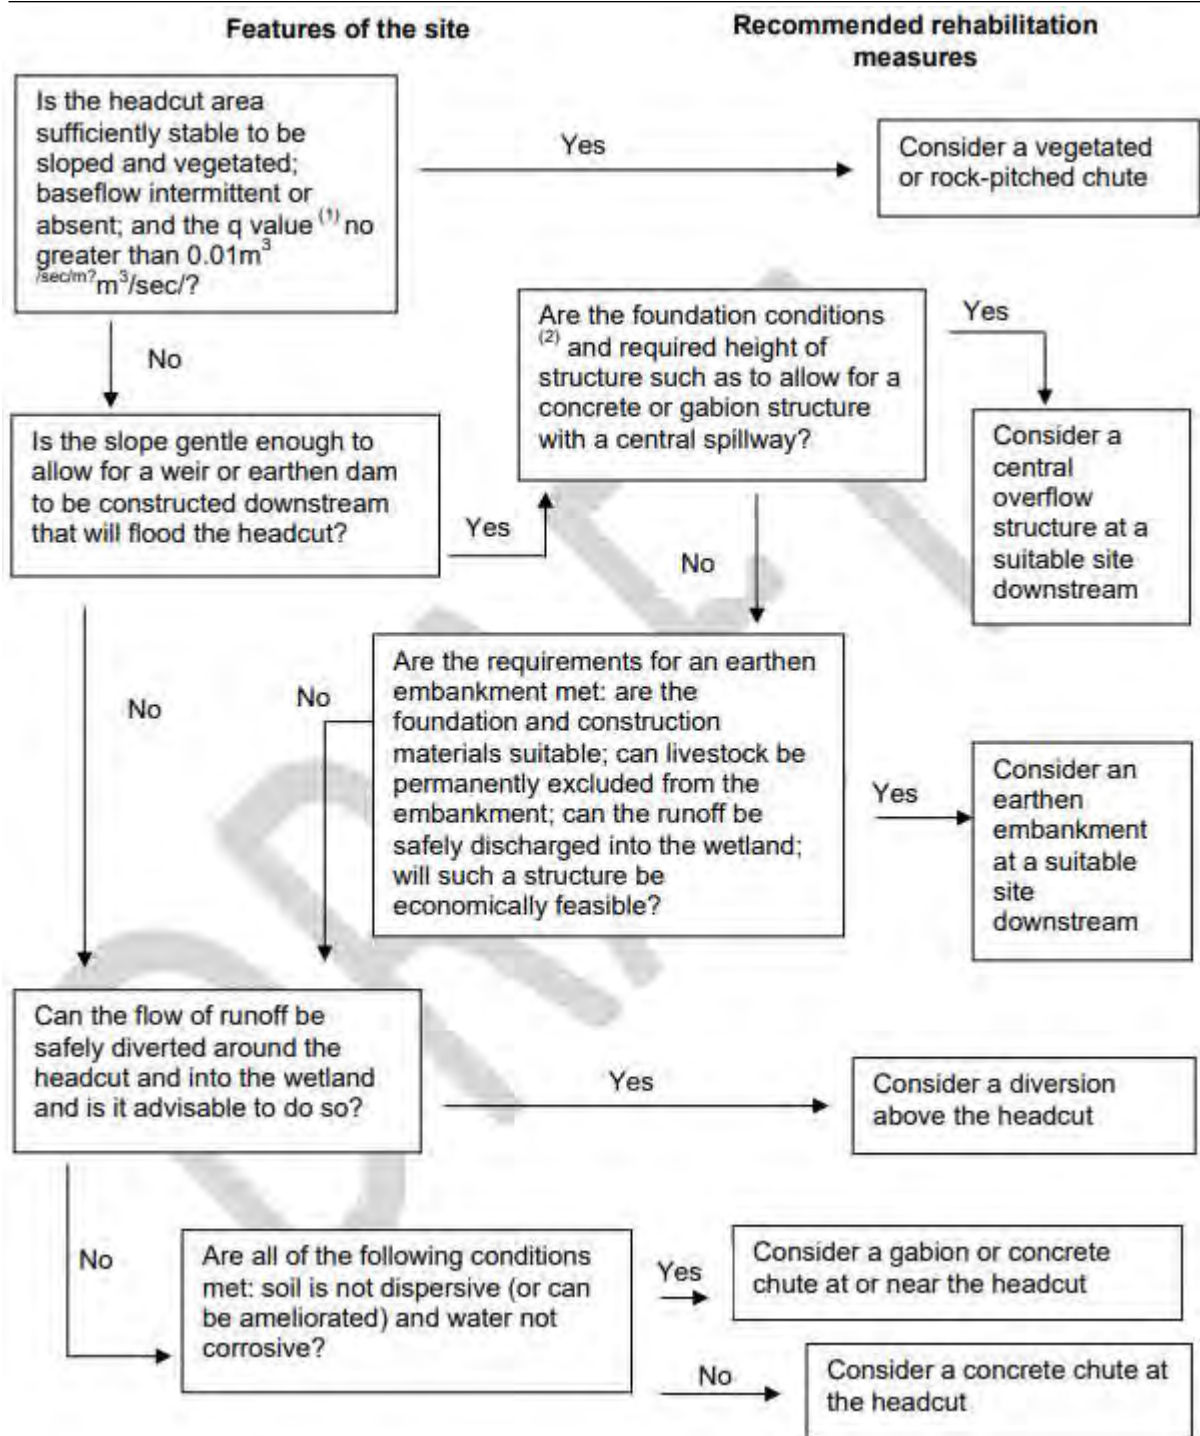 Features of the site
Recommended rehabilitation
measures
Is the headcut area
sufficiently stable to be
sloped and vegetated;
baseflow intermittent or
absent; and the q value (1) no
greater than 0.01m3
/sec/m?m3/sec/?
Yes
Consider a vegetated
or rock-pitched chute
No
Are the foundation conditions
(2) and required height of
structure such as to allow for a
concrete or gabion structure
with a central spillway?
Yes
Consider a
central
overflow
structure at a
suitable site
downstream
Is the slope gentle enough to
allow for a weir or earthen dam
to be constructed downstream
that will flood the headcut?
Yes
No
No
No
Are the requirements for an earthen
embankment met: are the
foundation and construction
materials suitable; can livestock be
permanently excluded from the
embankment; can the runoff be
safely discharged into the wetland;
will such a structure be
economically feasible?
Yes
Consider an
earthen
embankment
at a suitable
site
downstream
Can the flow of runoff be
safely diverted around the
headcut and into the wetland
and is it advisable to do so?
Yes
Consider a diversion
above the headcut
No
Are all of the following conditions
met: soil is not dispersive (or can
be ameliorated) and water not
corrosive?
Yes
Consider a gabion or concrete
chute at or near the headcut
No
Consider a concrete chute at
the headcut